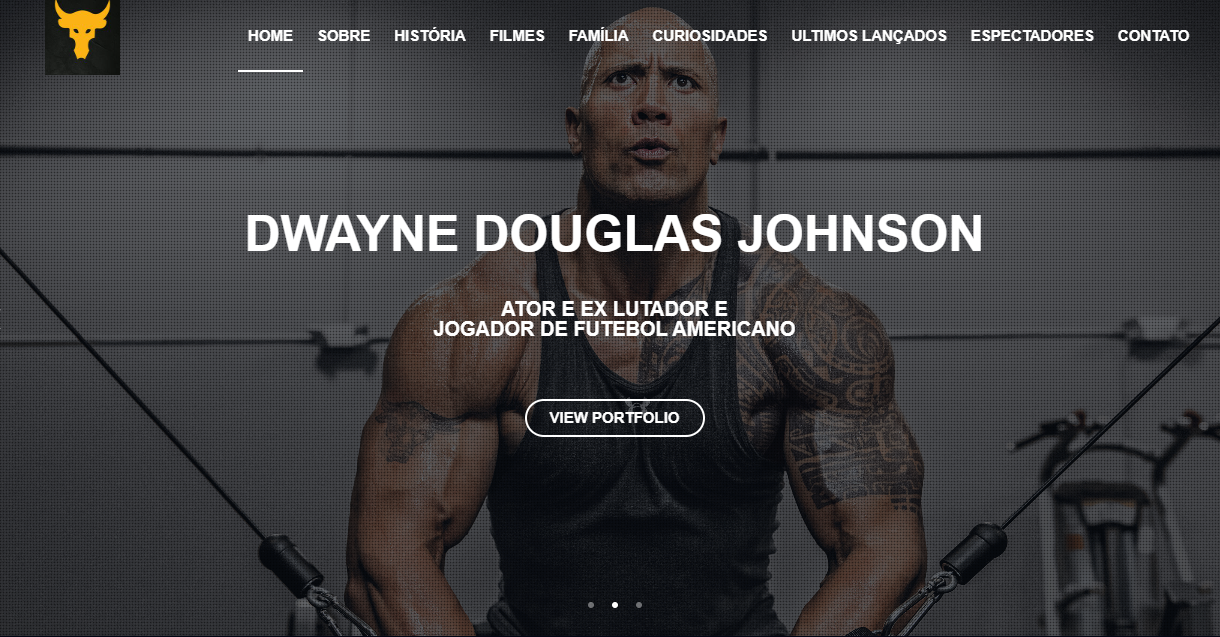 HOME SOBRE HISTÓRIA FILMES FAMÍLIA CURIOSIDADES ULTIMOS LANÇADOS ESPECTADORES CONTATO
DWAYNE DOUGLAS JOHNSON
ATOR E EX LUTADOR E
JOGADOR DE FUTEBOL AMERICANO
VIEW PORTFOLIO